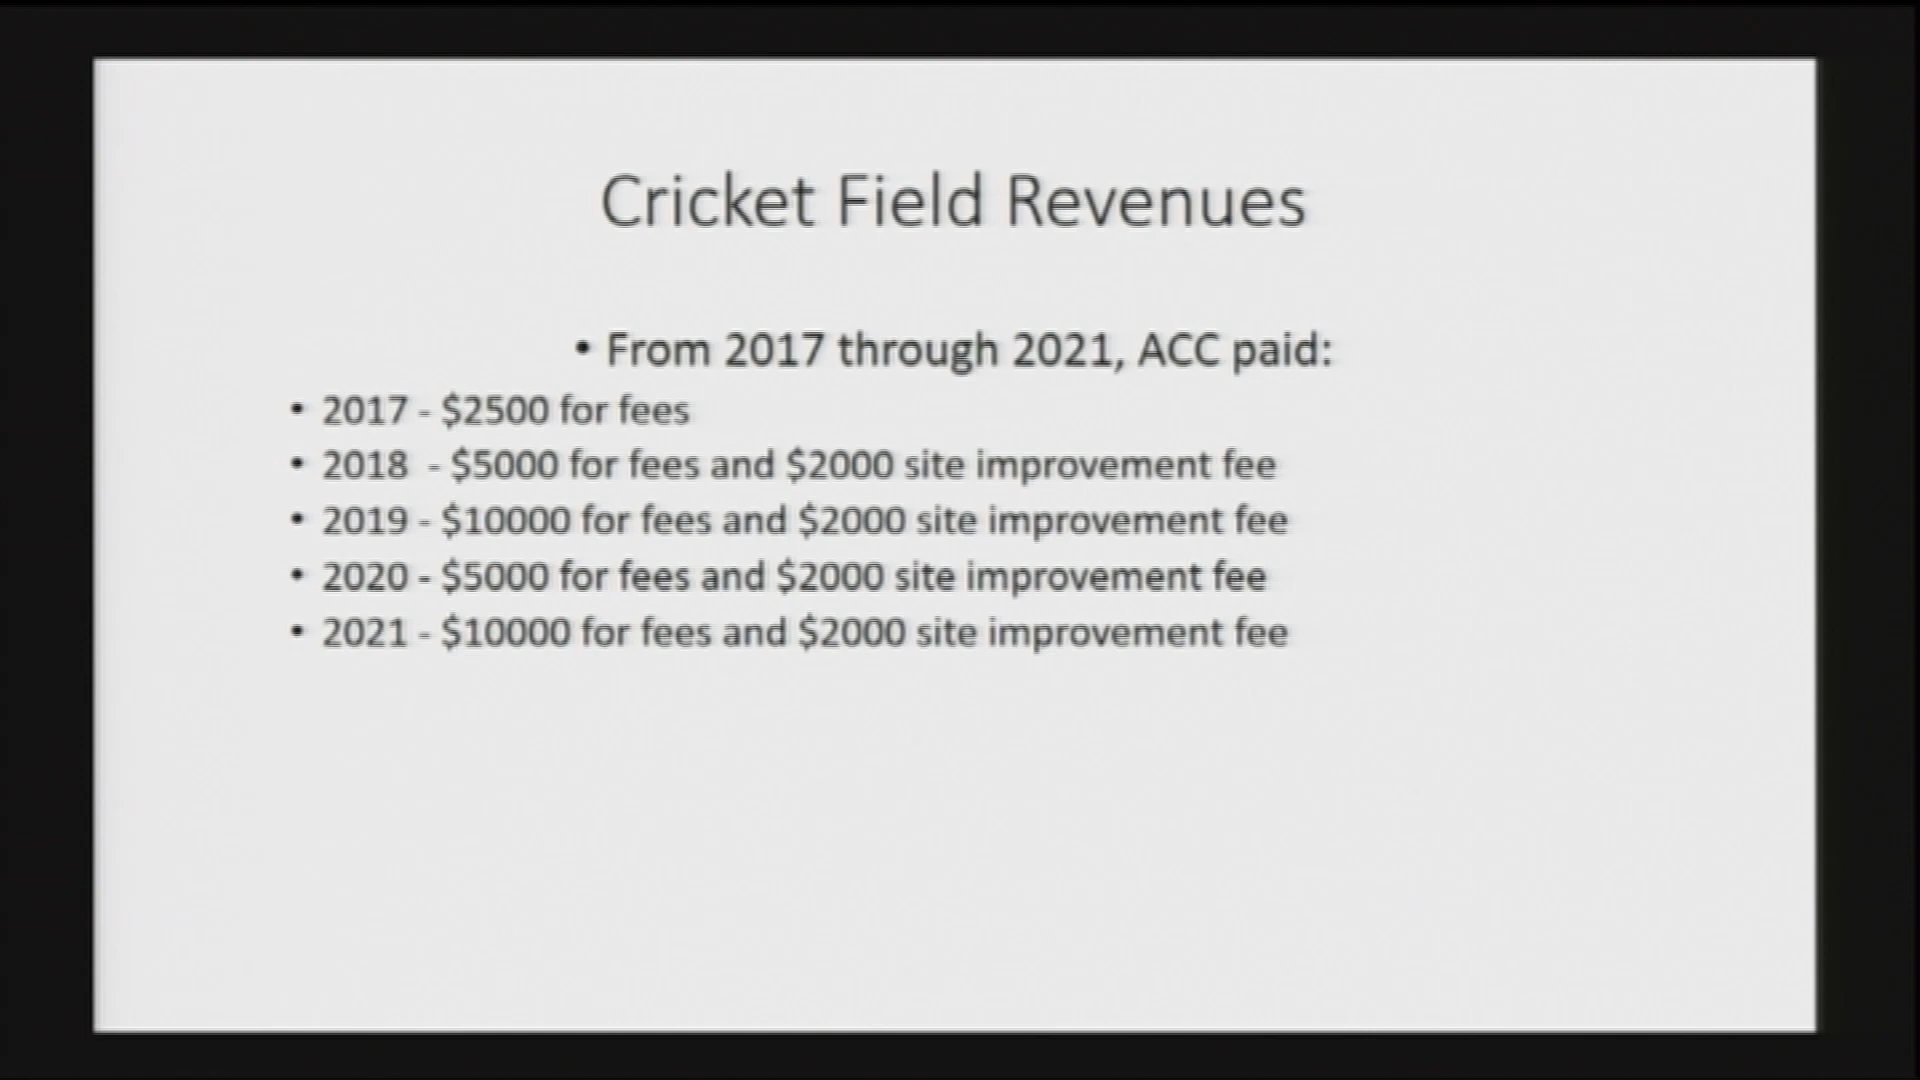 Cricket Field Revenues
• From 2017 through 2021, ACC paid:
• 2017 - $2500 for fees
• 2018  - $5000 for fees and $2000 site improvement fee
• 2019 - $10000 for fees and $2000 site improvement fee
• 2020 - $5000 for fees and $2000 site improvement fee
• 2021 - $10000 for fees and $2000 site improvement fee